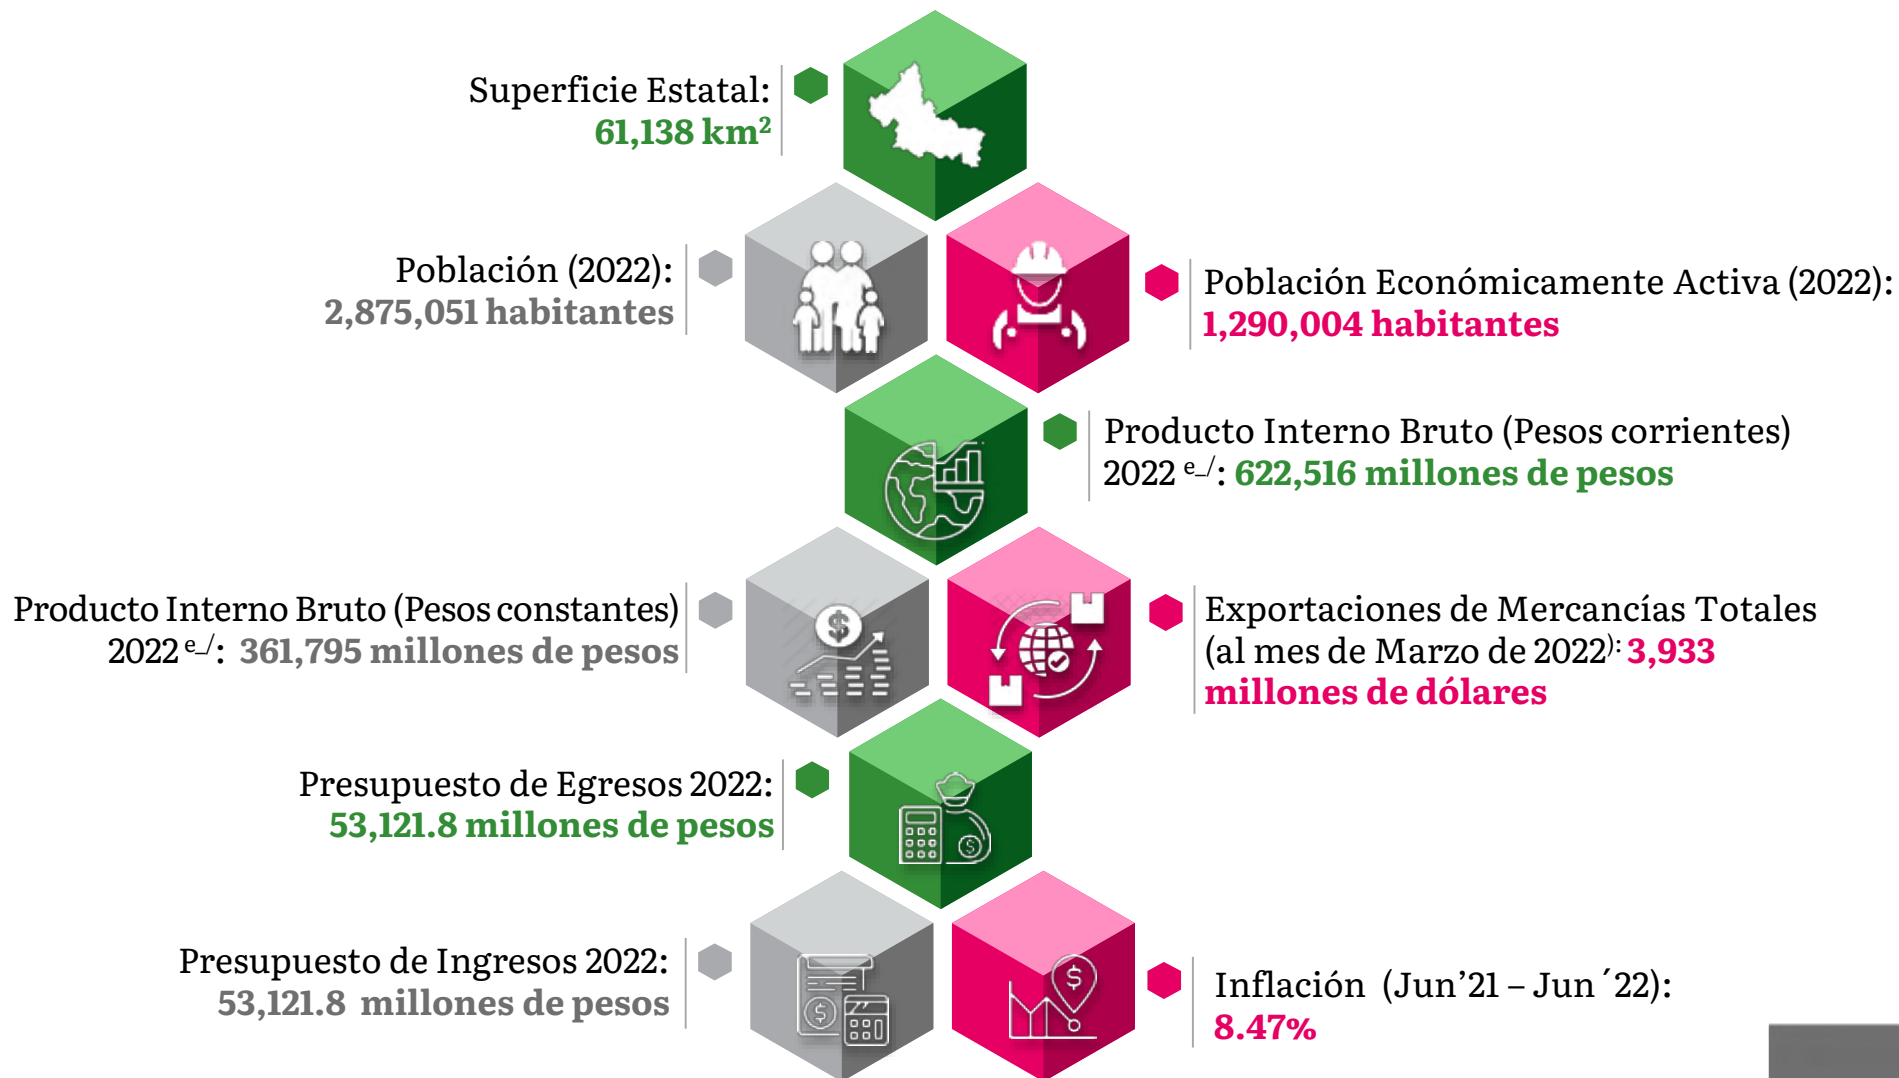 Superficie Estatal:
61,138 km²
Población (2022):
2,875,051 habitantes
Población Económicamente Activa (2022):
1,290,004 habitantes
Producto Interno Bruto (Pesos corrientes)
2022 e_/: 622,516 millones de pesos
Producto Interno Bruto (Pesos constantes)
2022 e_/: 361,795 millones de pesos
Exportaciones de Mercancías Totales
(al mes de Marzo de 2022): 3,933
millones de dólares
Presupuesto de Egresos 2022:
53,121.8 millones de pesos
Presupuesto de Ingresos 2022:
53,121.8 millones de pesos
Inflación (Jun’21 – Jun ´22):
8.47%